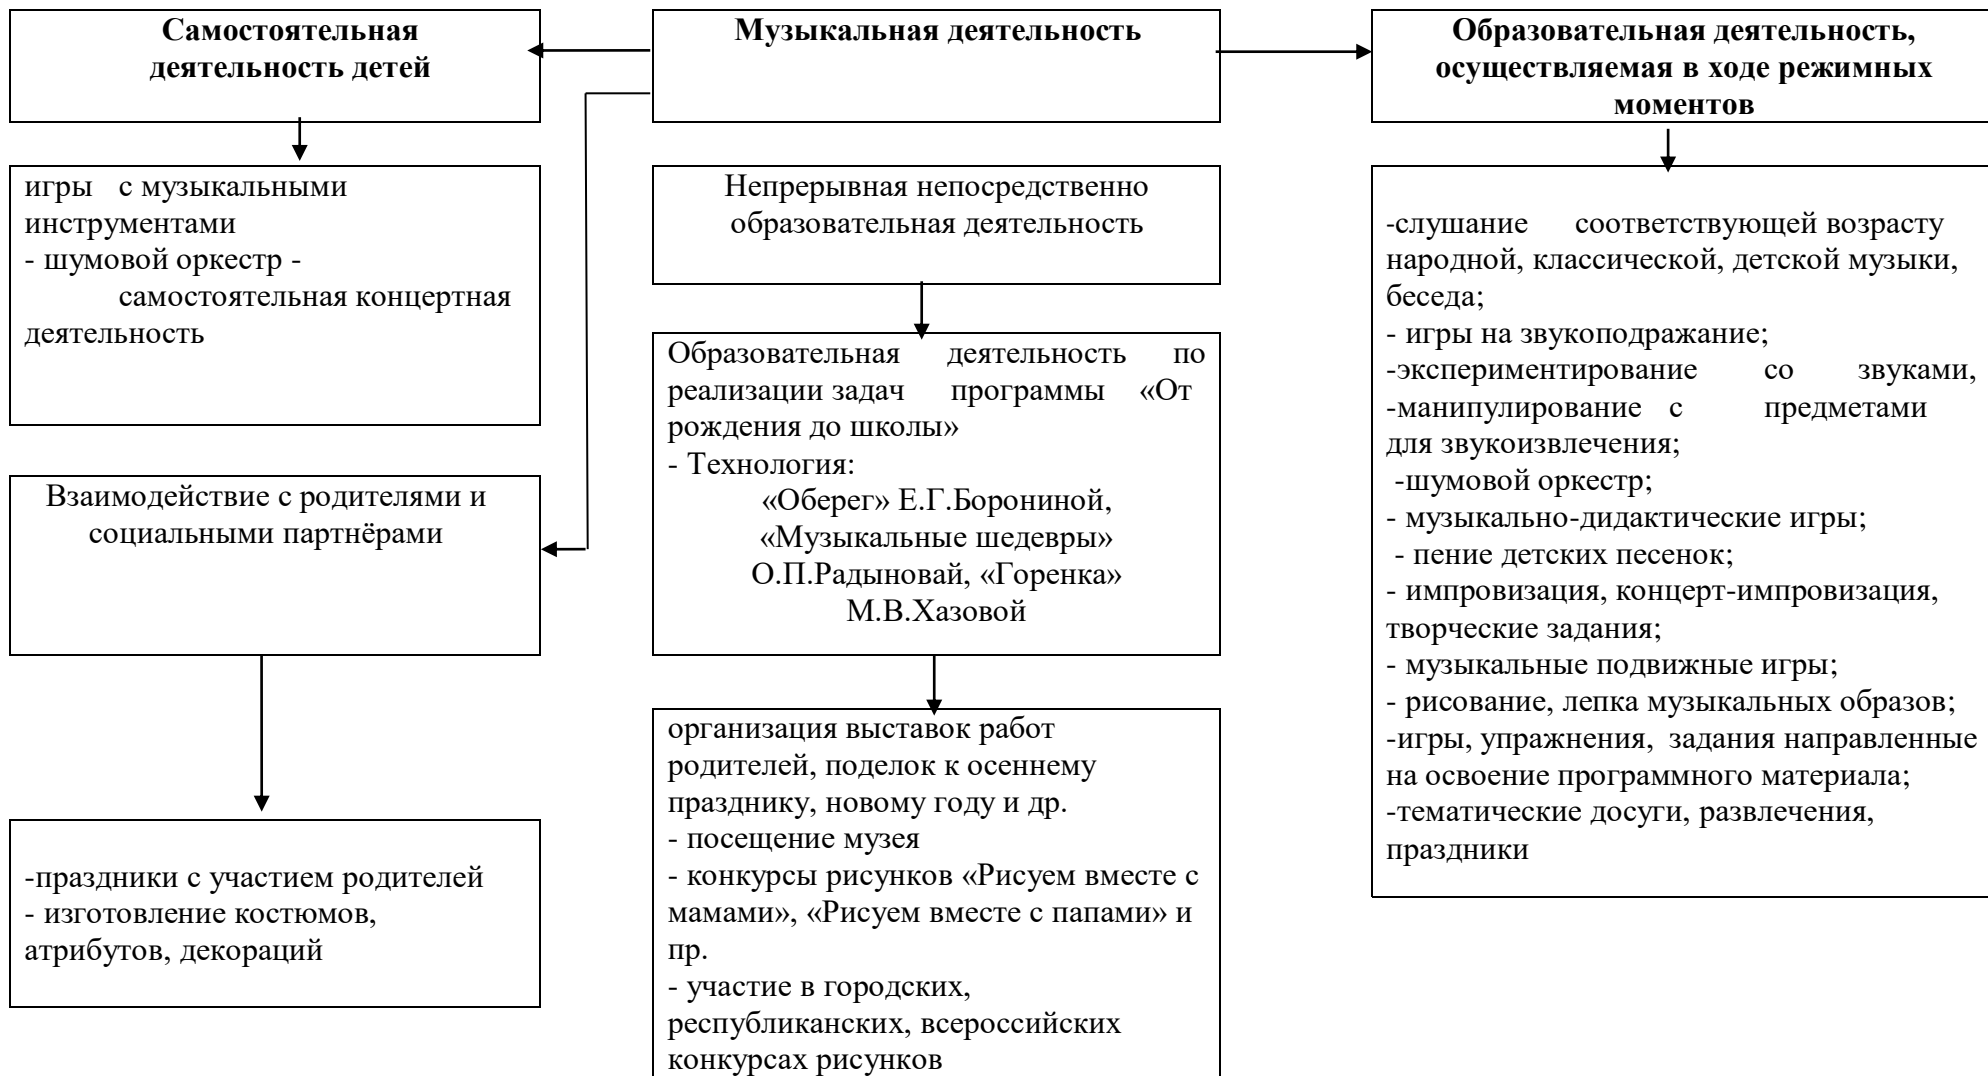 Самостоятельная
деятельность детей
Музыкальная деятельность
Образовательная деятельность,
осуществляемая в ходе режимных
моментов
игры с музыкальными
инструментами
- шумовой оркестр -
самостоятельная концертная
деятельность
Непрерывная непосредственно
образовательная деятельность
-слушание соответствующей возрасту
народной, классической, детской музыки,
беседа;
- игры на звукоподражание;
-экспериментирование со звуками,
-манипулирование с предметами
для звукоизвлечения;
-шумовой оркестр;
- музыкально-дидактические игры;
- пение детских песенок;
- импровизация, концерт-импровизация,
творческие задания;
- музыкальные подвижные игры;
- рисование, лепка музыкальных образов;
-игры, упражнения, задания направленные
на освоение программного материала;
-тематические досуги, развлечения,
праздники
Образовательная деятельность по
реализации задач программы «От
рождения до школы»
- Технология:
«Оберег» Е.Г.Борониной,
«Музыкальные шедевры»
О.П.Радыновай, «Горенка»
М.В.Хазовой
Взаимодействие с родителями и
социальными партнёрами
организация выставок работ
родителей, поделок к осеннему
празднику, новому году и др.
- посещение музея
- конкурсы рисунков «Рисуем вместе с
мамами», «Рисуем вместе с папами» и
пр.
- участие в городских,
республиканских, всероссийских
конкурсах рисунков
-праздники с участием родителей
- изготовление костюмов,
атрибутов, декораций